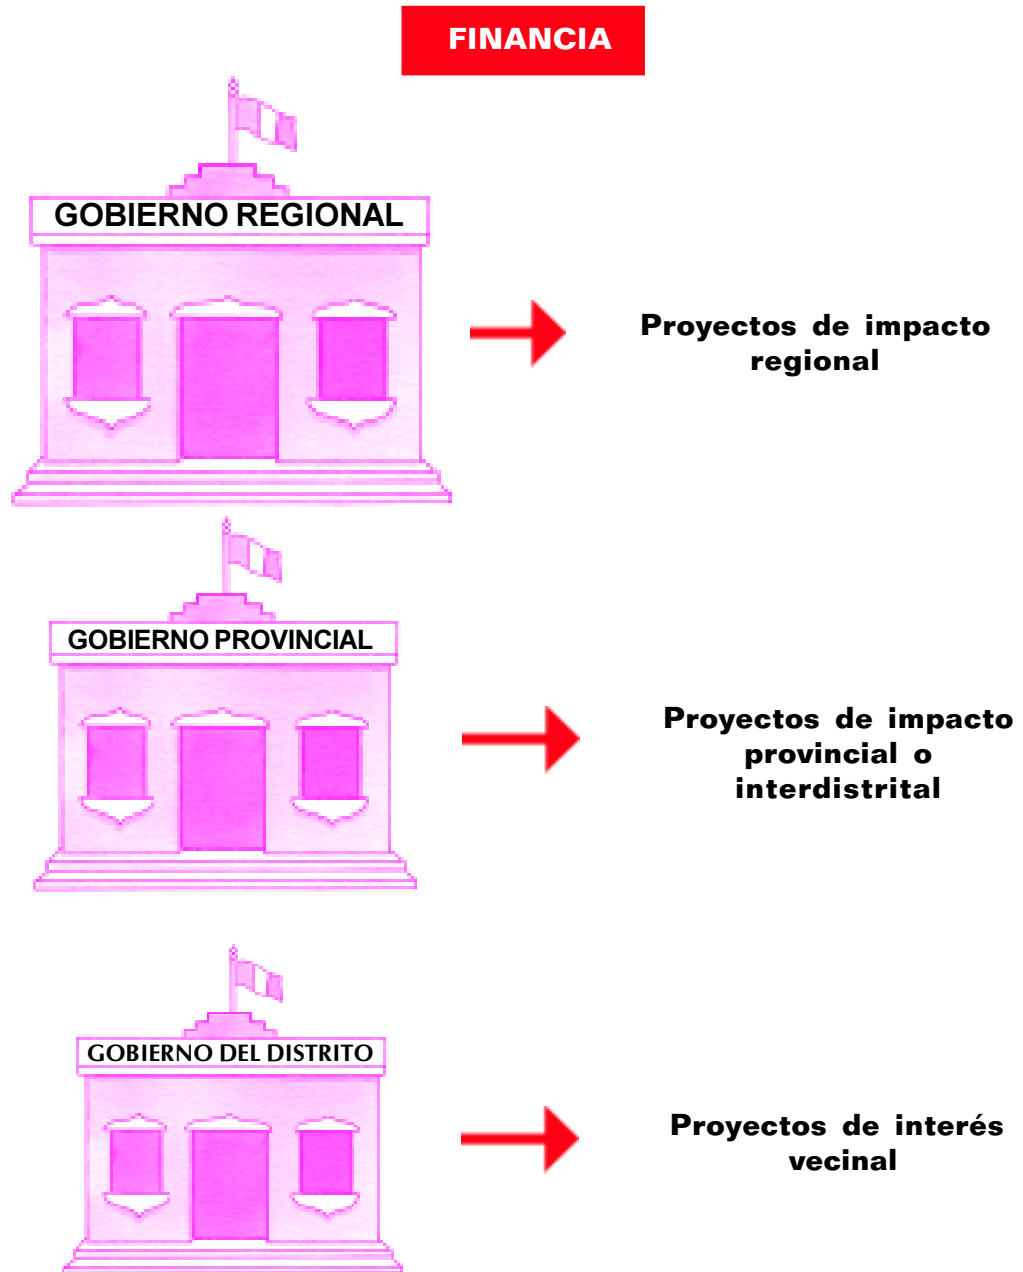 FINANCIA
GOBIERNO REGIONAL
Proyectos de impacto
regional
GOBIERNO PROVINCIAL
Proyectos de impacto
provincial o
interdistrital
GOBIERNO DEL DISTRITO
Proyectos de interés
vecinal